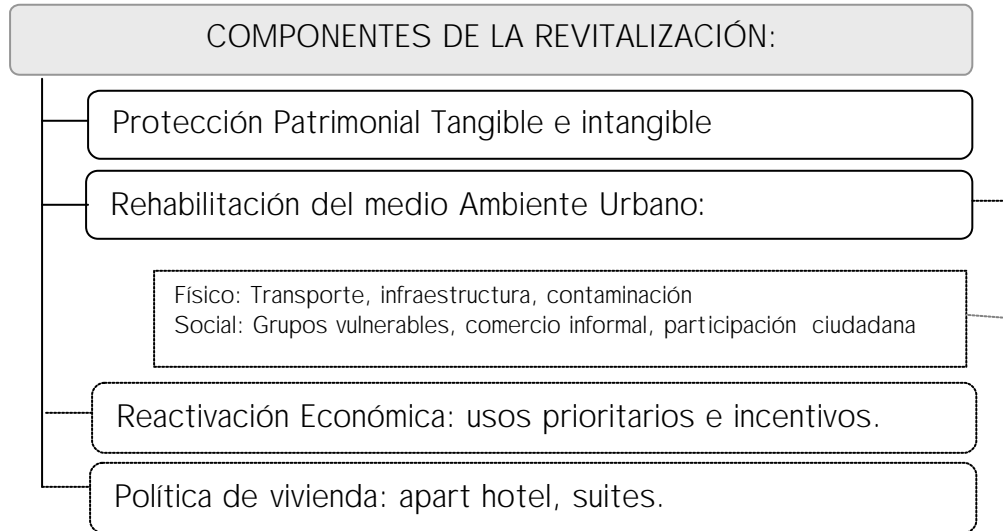 COMPONENTES DE LA REVITALIZACIÓN:
Protección Patrimonial Tangible e intangible
Rehabilitación del medio Ambiente Urbano:
Físico: Transporte, infraestructura, contaminación
Social: Grupos vulnerables, comercio informal, participación ciudadana
Reactivación Económica: usos prioritarios e incentivos.
Política de vivienda: apart hotel, suites.